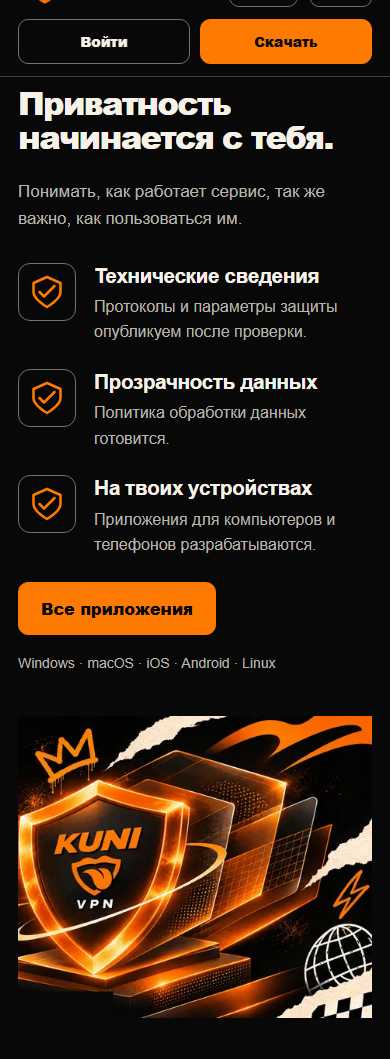 Войти
Скачать
Приватность
начинается с тебя.
Понимать, как работает сервис, так же
важно, как пользоваться им.
Технические сведения
Протоколы и параметры защиты
опубликуем после проверки.
Прозрачность данных
Политика обработки данных
готовится.
На твоих устройствах
Приложения для компьютеров и
телефонов разрабатываются.
Все приложения
Windows · macOS · iOS · Android · Linux
KUNI
VPN